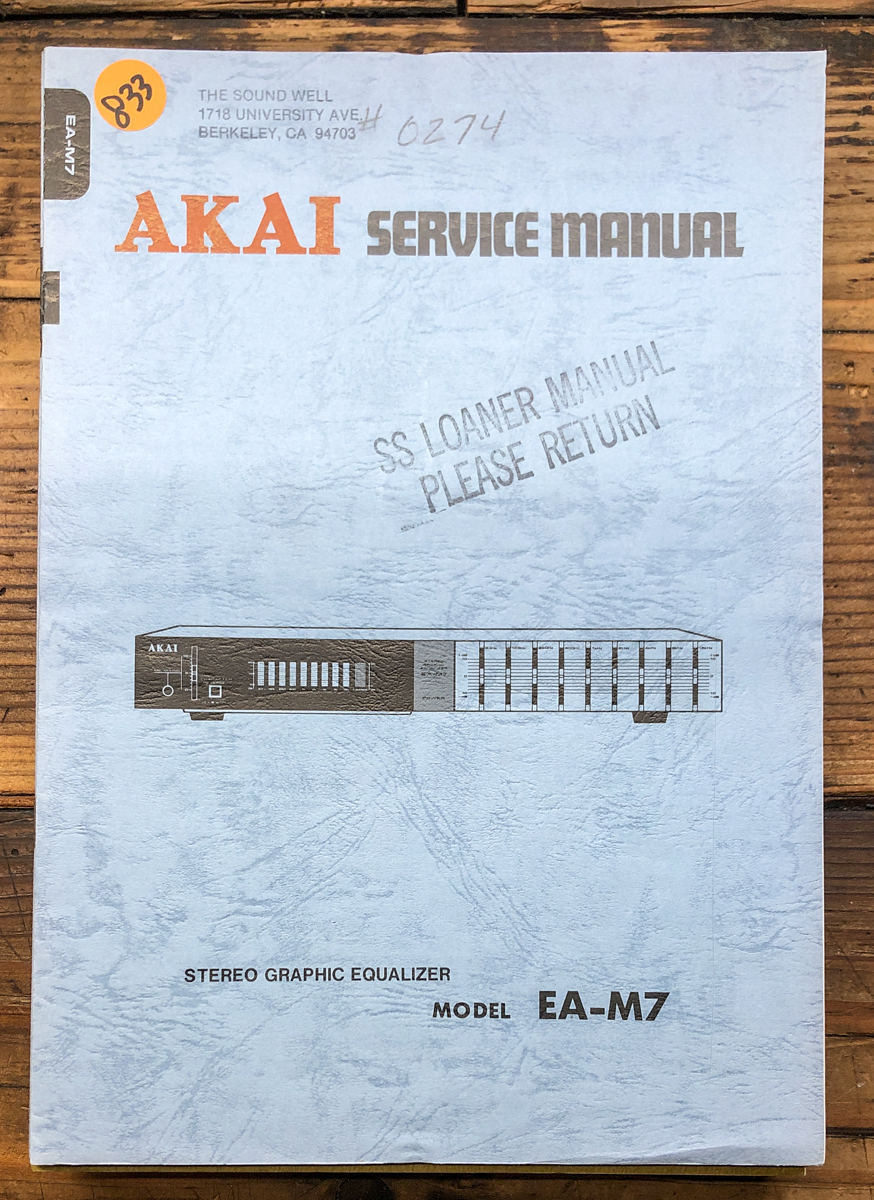 833
THE SOUND WELL
1718 UNIVERSITY AVE.
BERKELEY, CA 94703
# 0274
EA-M7
AKAI SERVICE MANUAL
SS LOANER MANUAL
PLEASE RETURN
AKAI
STEREO GRAPHIC EQUALIZER
MODEL EA-M7